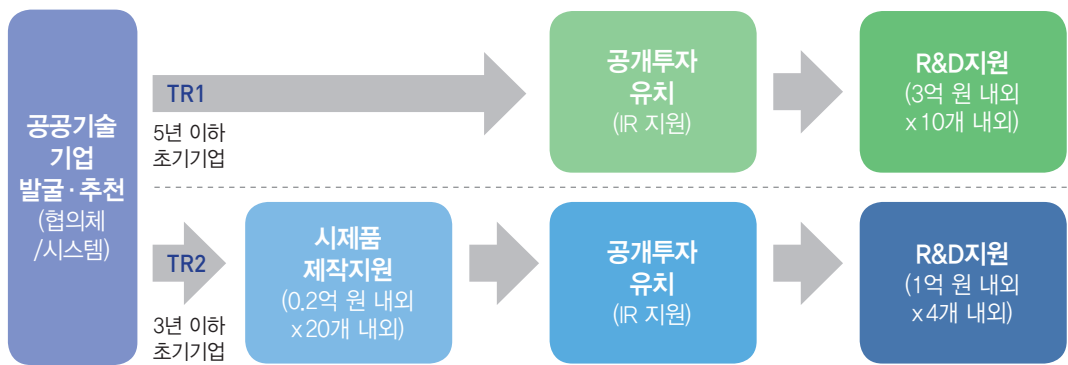 공공기술
기업
발굴·추천
(협의체
/시스템)
TR1
5년 이하
초기기업
공개투자
유치
(IR 지원)
R&D지원
(3억 원 내외
x10개 내외)
TR2
3년 이하
초기기업
시제품
제작지원
(0.2억 원 내외
x20개 내외)
공개투자
유치
(IR 지원)
R&D지원
(1억 원 내외
x4개 내외)